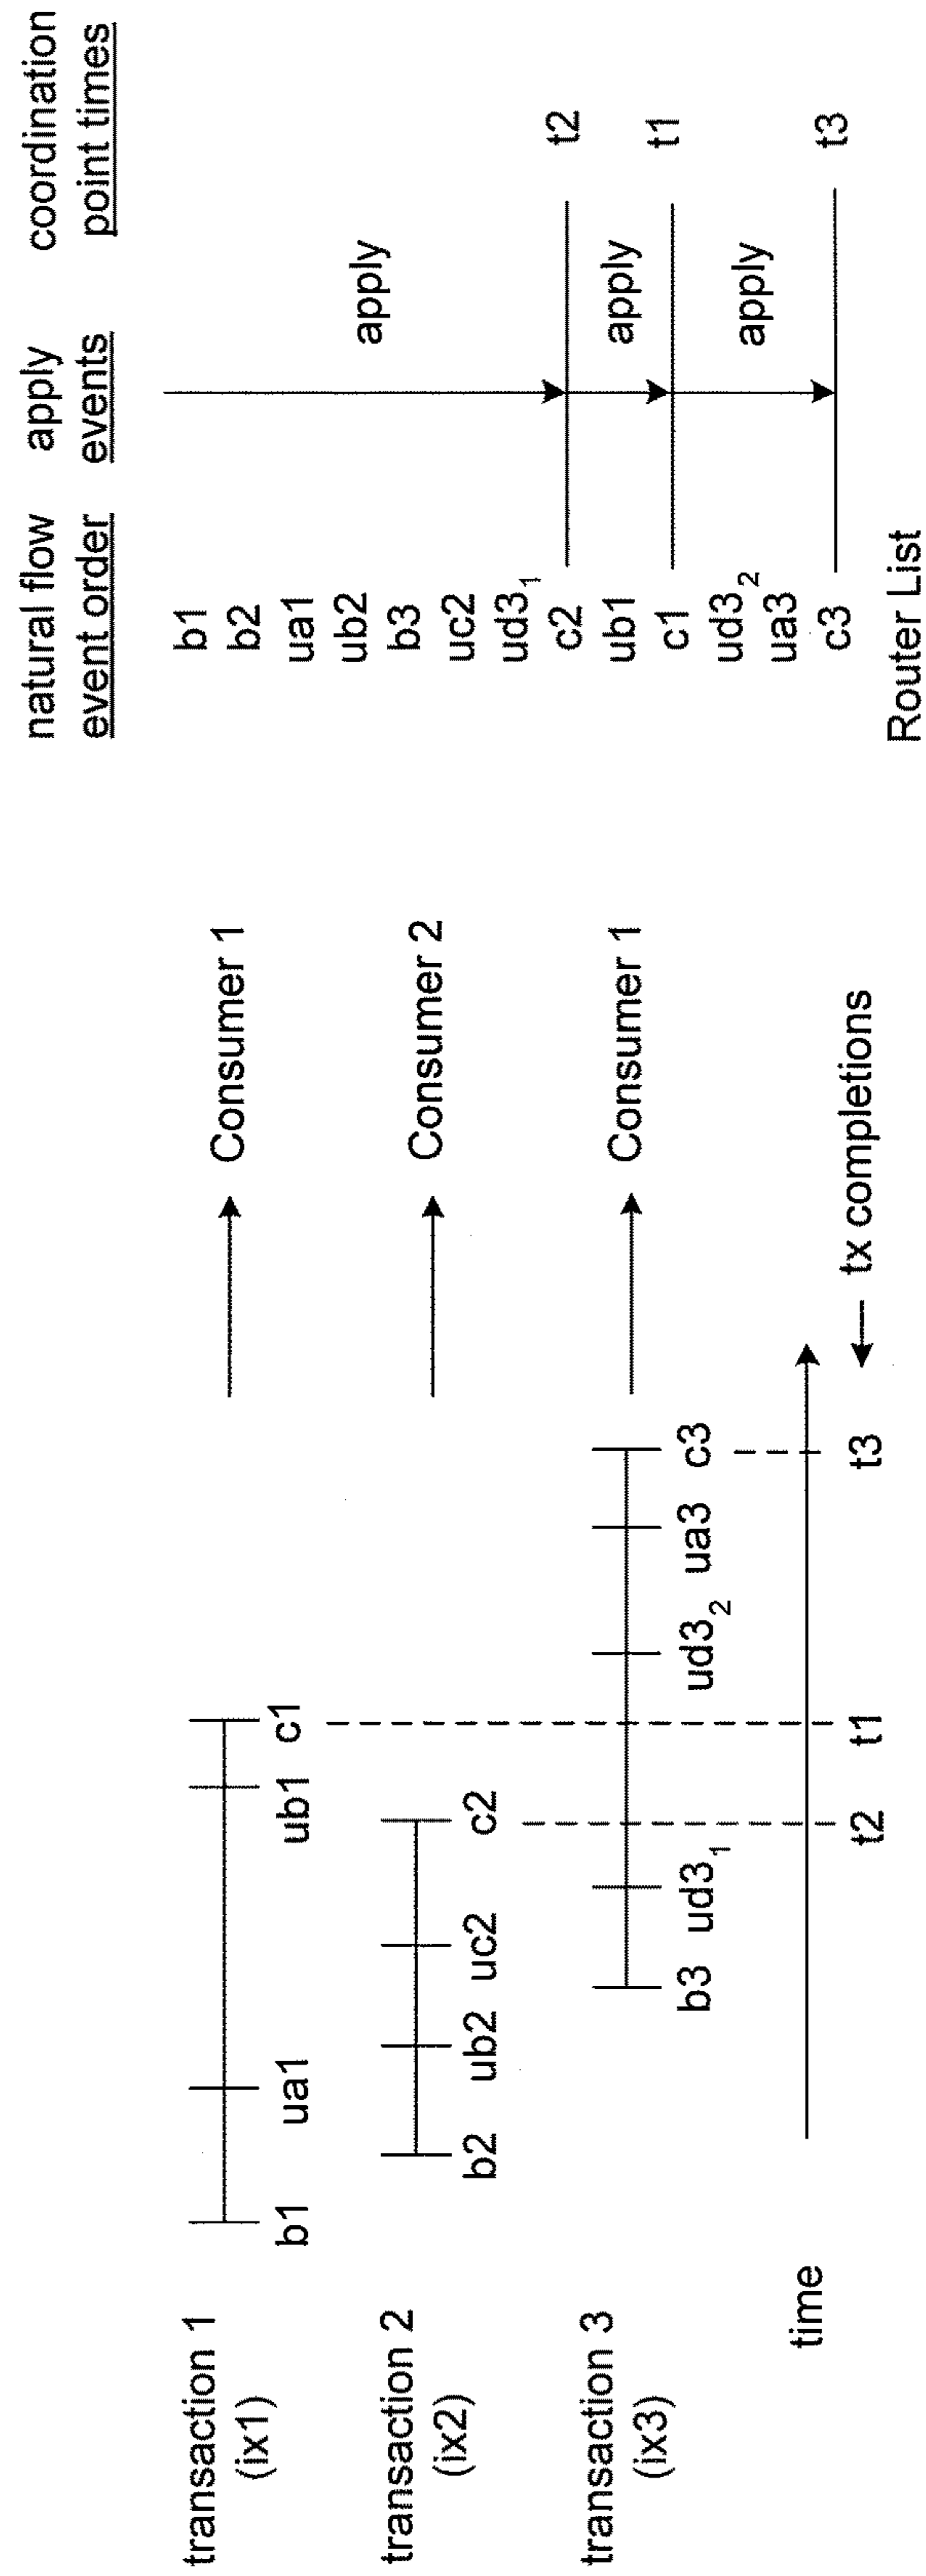 transaction 1
(ix1)
b1 ua1 ub1 c1
Consumer 1
transaction 2
(ix2)
b2 ub2 uc2 c2
Consumer 2
transaction 3
(ix3)
b3 ud3₁ ud3₂ ua3 c3
Consumer 1
time
t2 t1 t3 tx completions
natural flow apply coordination
event order events point times
b1
b2
ua1
ub2
b3
apply
uc2
ud3₁
c2 t2
ub1 apply
c1 t1
ud3₂ apply
ua3
c3 t3
Router List